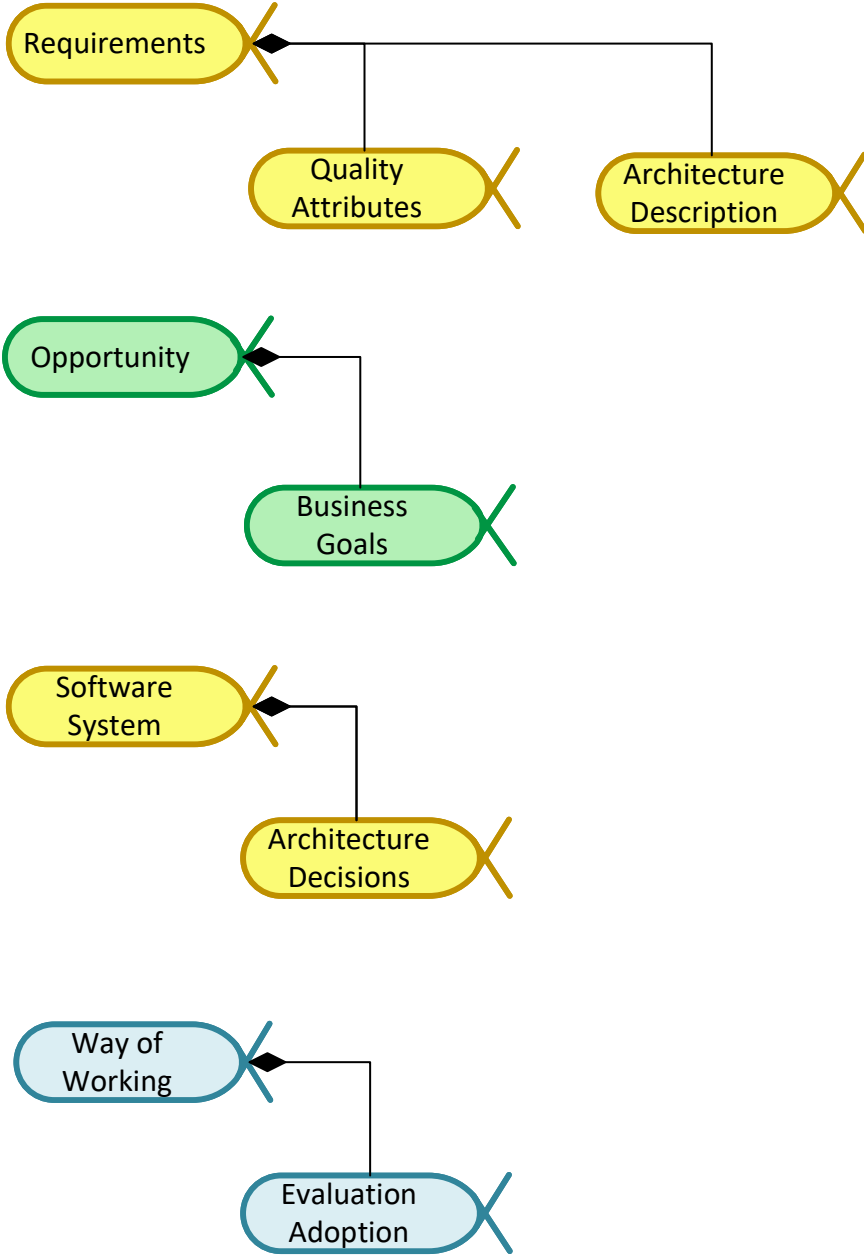 Requirements
Quality
Attributes
Architecture
Description
Opportunity
Business
Goals
Software
System
Architecture
Decisions
Way of
Working
Evaluation
Adoption